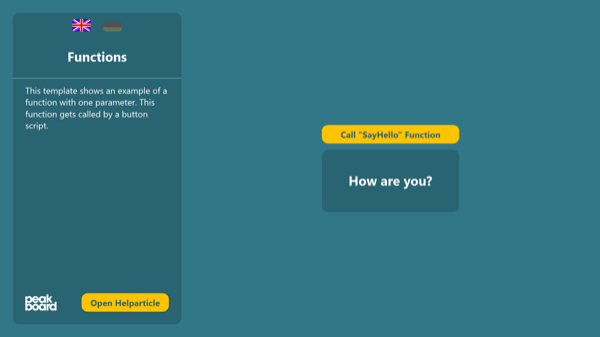 Functions
This template shows an example of a
function with one parameter. This
function gets called by a button
script.
peak
board
Open Helparticle
Call "SayHello" Function
How are you?